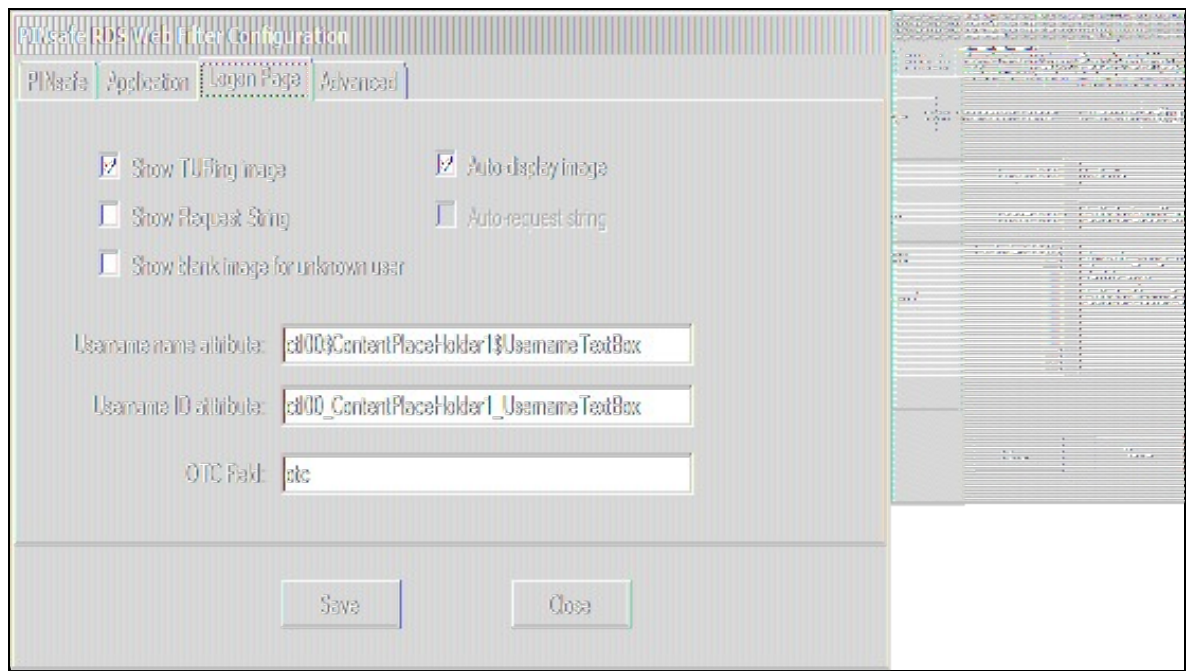 PINsafe RDS Web Filter Configuration
PINsafe Application Logon Page Advanced
Show TURing image Auto display image
Show Request String Auto-request string
Show blank image for unknown user
Username name attribute: ctl00$ContentPlaceHolder1$UsernameTextBox
Username ID attribute: ctl00_ContentPlaceHolder1_UsernameTextBox
OTC Field: otc
Save Close